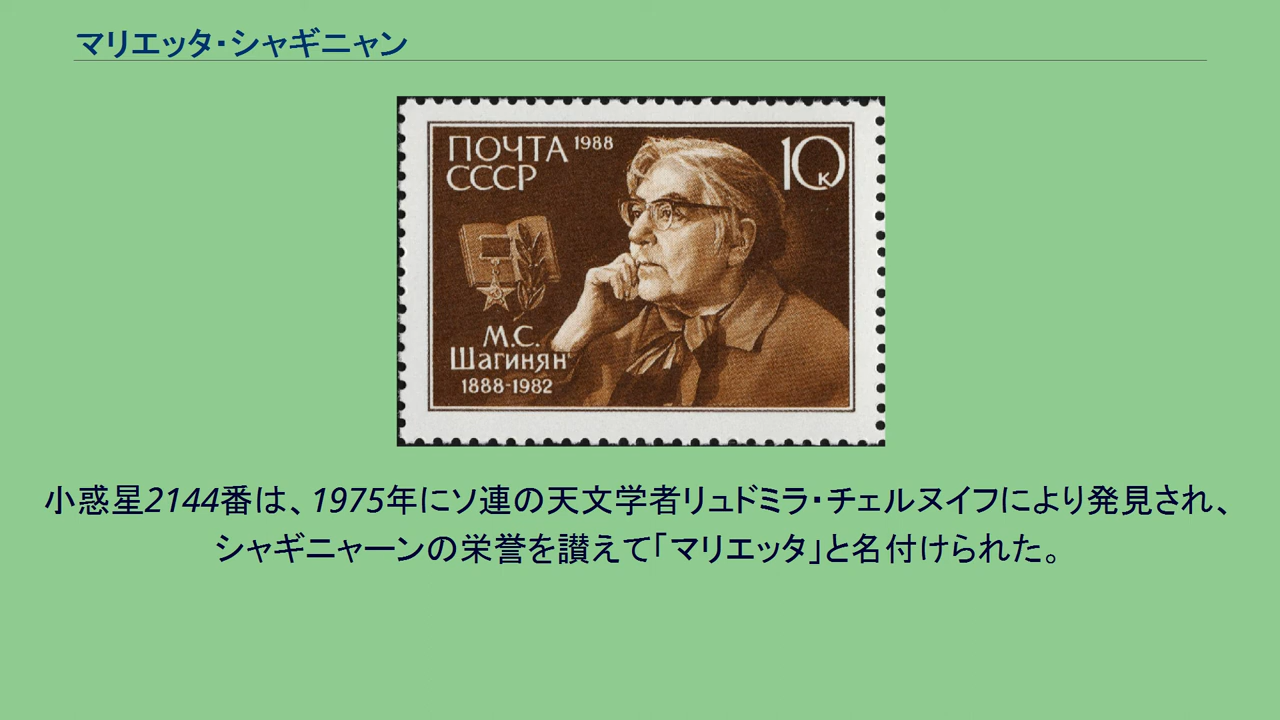 マリエッタ・シャギニャン
ПОЧТА 1988
СССР
10 к
М.С.
Шагинян
1888-1982
小惑星2144番は、1975年にソ連の天文学者リュドミラ・チェルヌイフにより発見され、
シャギニャーンの栄誉を讃えて「マリエッタ」と名付けられた。